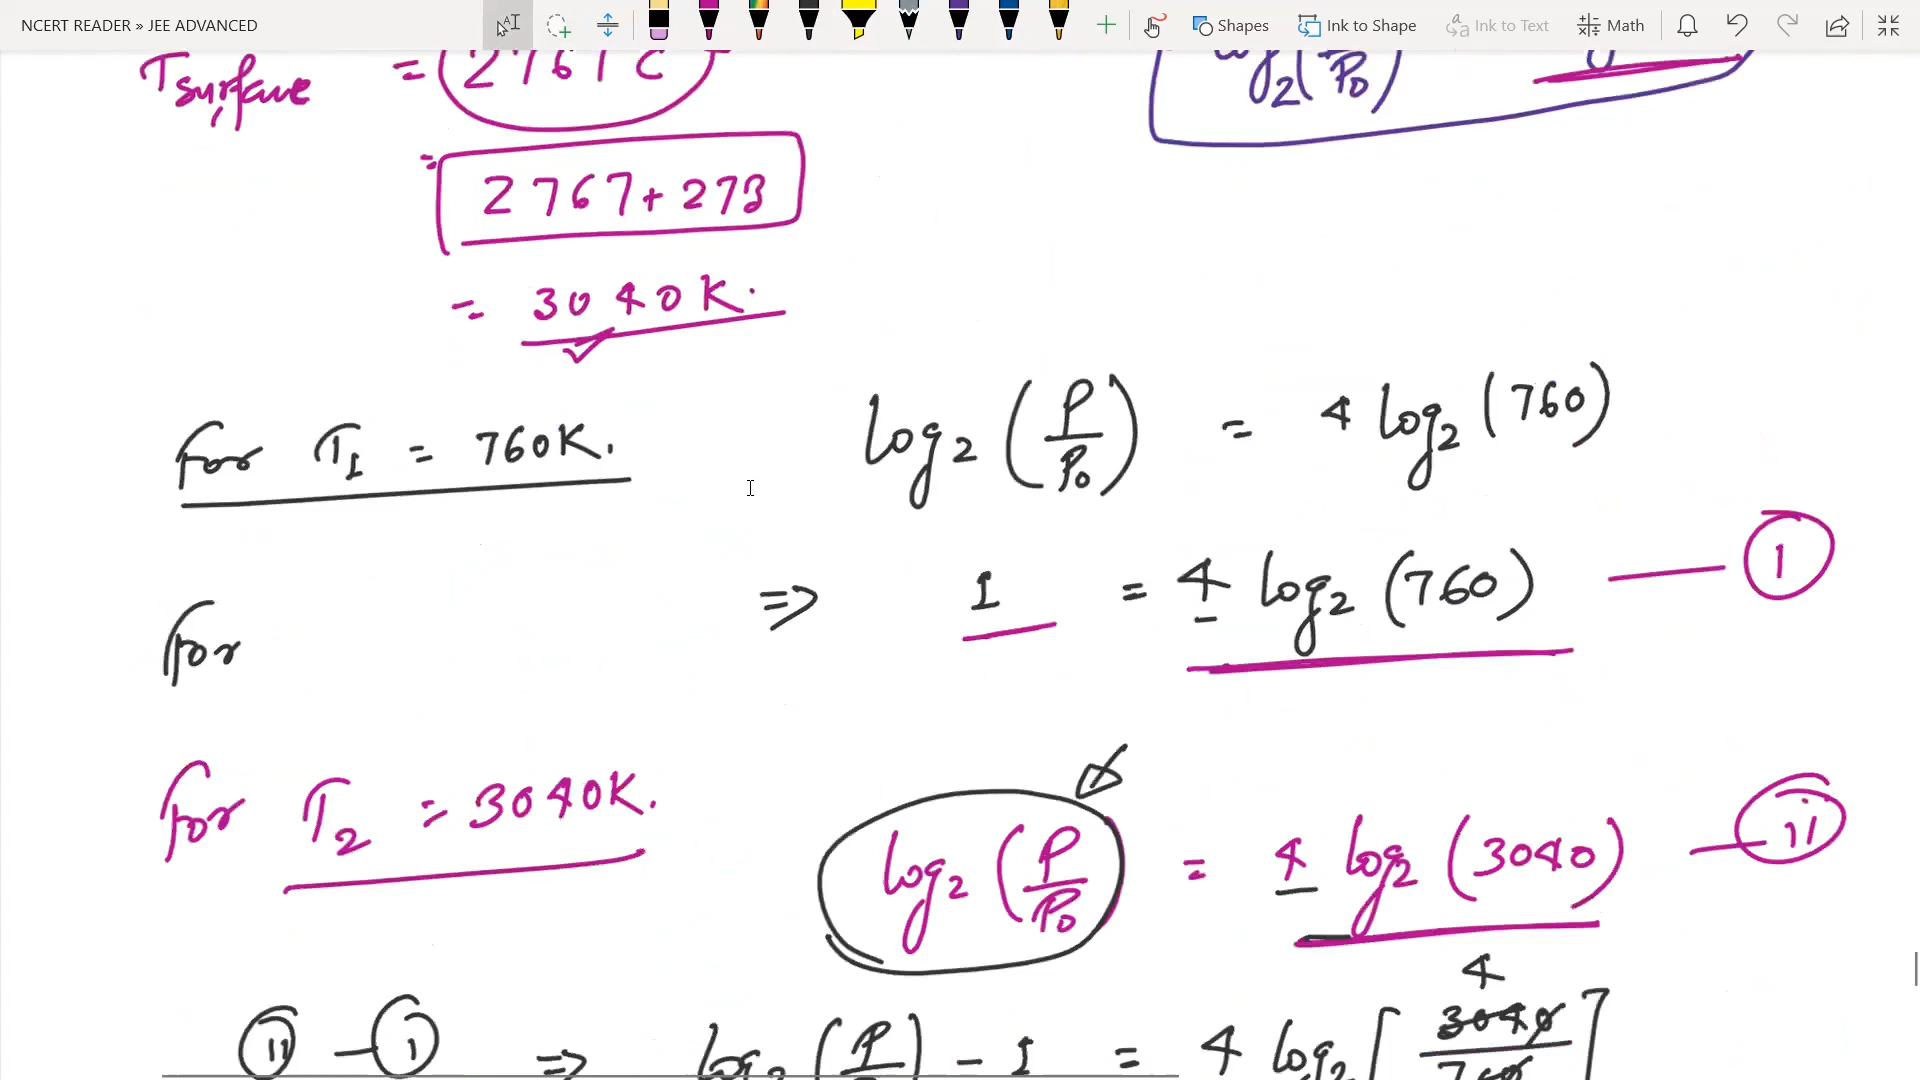 NCERT READER » JEE ADVANCED
Shapes Ink to Shape Ink to Text Math
T surface = 2767°C
log₂(P/P₀)
= 2767 + 273
= 3040 K.
for T₁ = 760K. log₂(P/P₀) = 4 log₂(760)
⇒ 1 = 4 log₂(760) — ①
for
for T₂ = 3040K. log₂(P/P₀) = 4 log₂(3040) — ⓘⓘ
4
ⓘⓘ — ① ⇒ log₂(P/ ) - 1 = 4 log₂[3040/760]